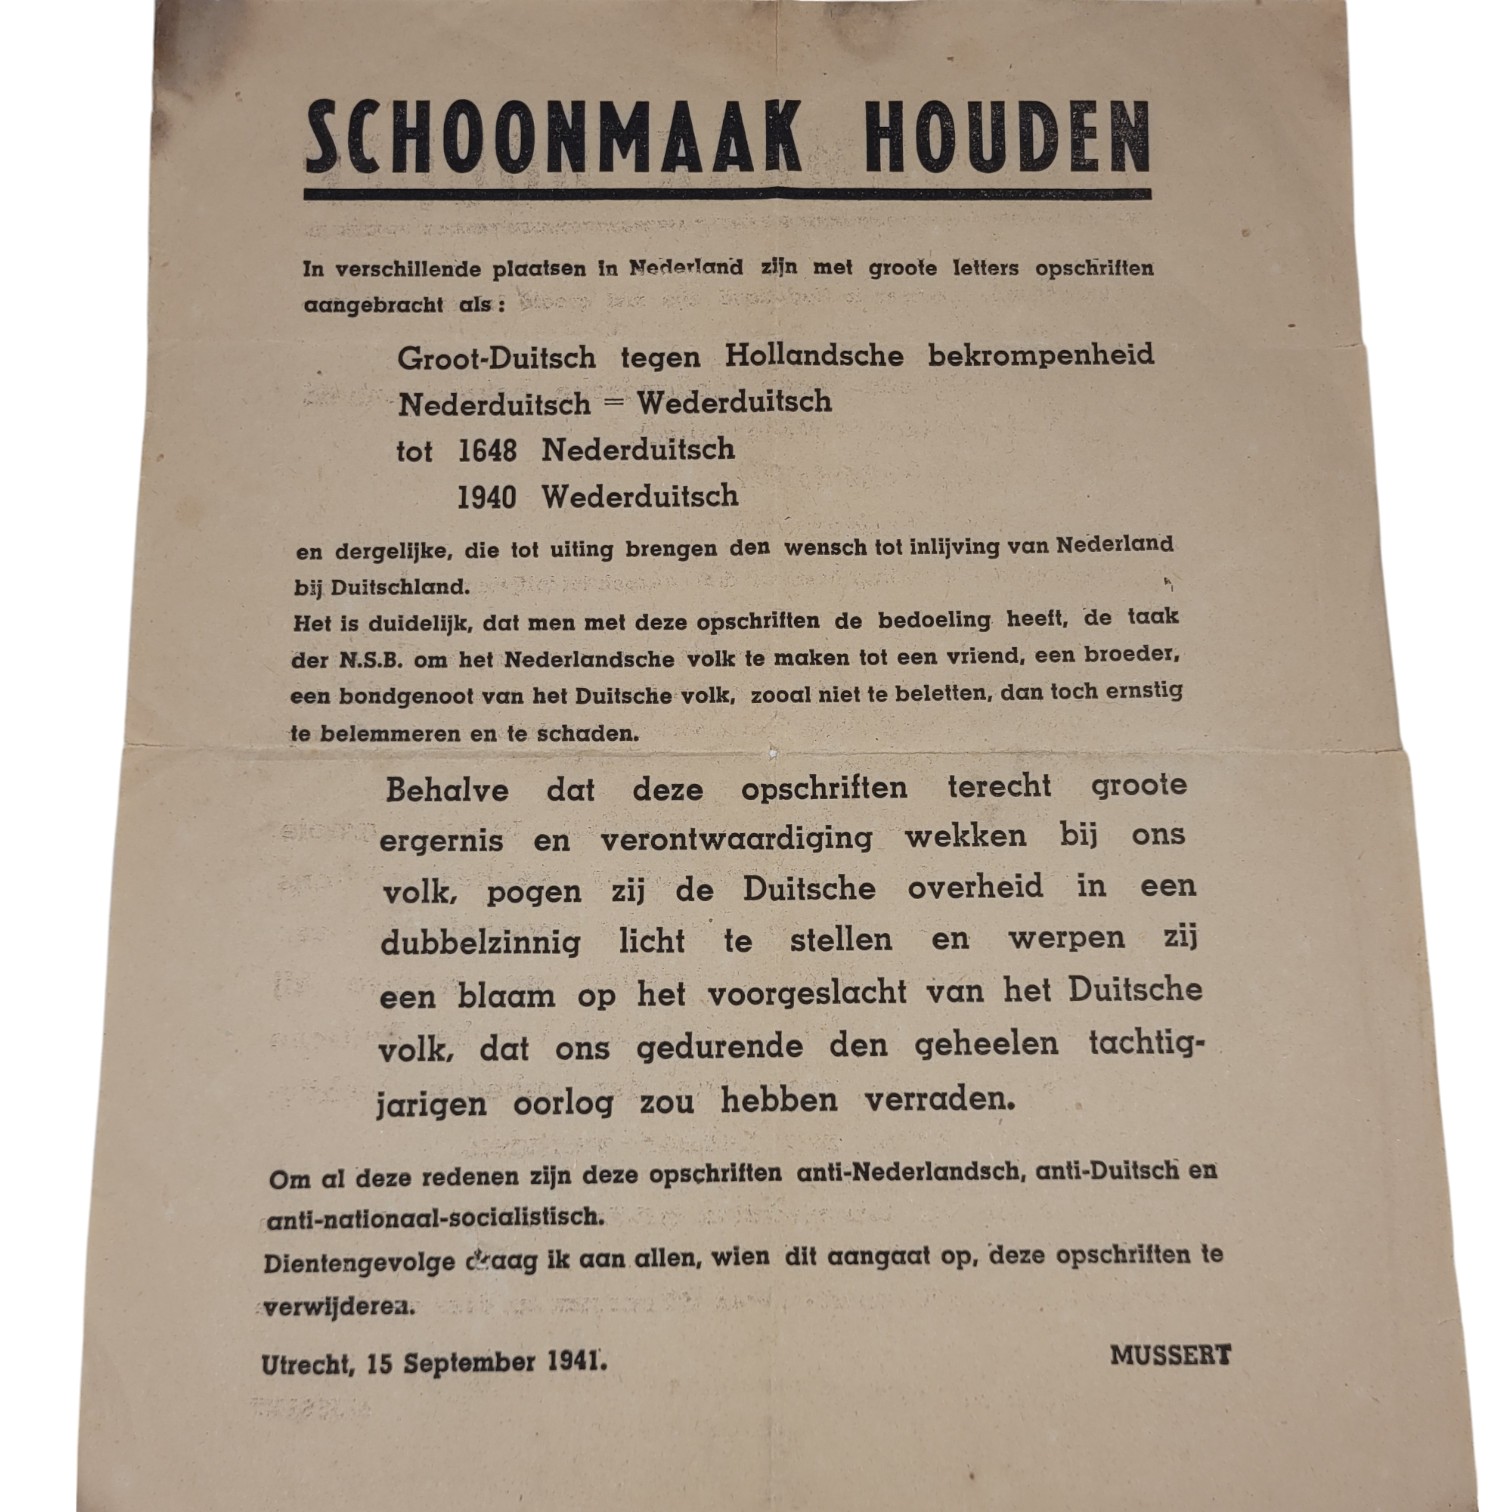 SCHOONMAAK HOUDEN
In verschillende plaatsen in Nederland zijn met groote letters opschriften
aangebracht als:
Groot-Duitsch tegen Hollandsche bekrompenheid
Nederduitsch = Wederduitsch
tot 1648 Nederduitsch
1940 Wederduitsch
en dergelijke, die tot uiting brengen den wensch tot inlijving van Nederland
bij Duitschland.
Het is duidelijk, dat men met deze opschriften de bedoeling heeft, de taak
der N.S.B. om het Nederlandsche volk te maken tot een vriend, een broeder,
een bondgenoot van het Duitsche volk, zooal niet te beletten, dan toch ernstig
te belemmeren en te schaden.
Behalve dat deze opschriften terecht groote
ergernis en verontwaardiging wekken bij ons
volk, pogen zij de Duitsche overheid in een
dubbelzinnig licht te stellen en werpen zij
een blaam op het voorgeslacht van het Duitsche
volk, dat ons gedurende den geheelen tachtig-
jarigen oorlog zou hebben verraden.
Om al deze redenen zijn deze opschriften anti-Nederlandsch, anti-Duitsch en
anti-nationaal-socialistisch.
Dientengevolge draag ik aan allen, wien dit aangaat op, deze opschriften te
verwijderen.
Utrecht, 15 September 1941.
MUSSERT